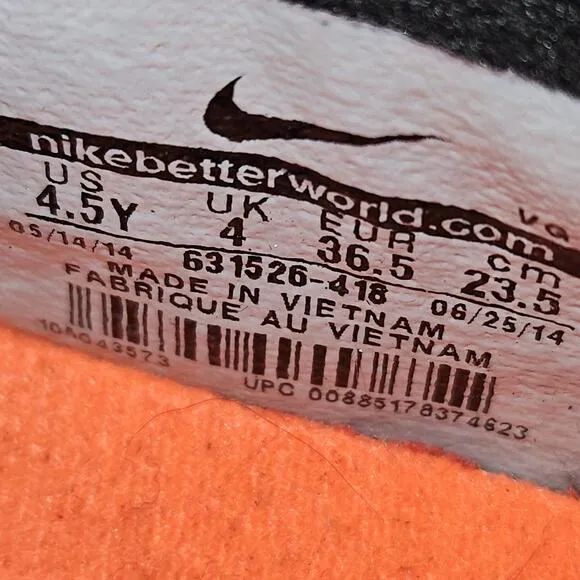 nikebetterworld.com
VG
US UK EUR cm
4.5Y 4 36.5 23.5
05/14/14 631526-418 06/25/14
MADE IN VIETNAM
FABRIQUE AU VIETNAM
UPC 00885178374623